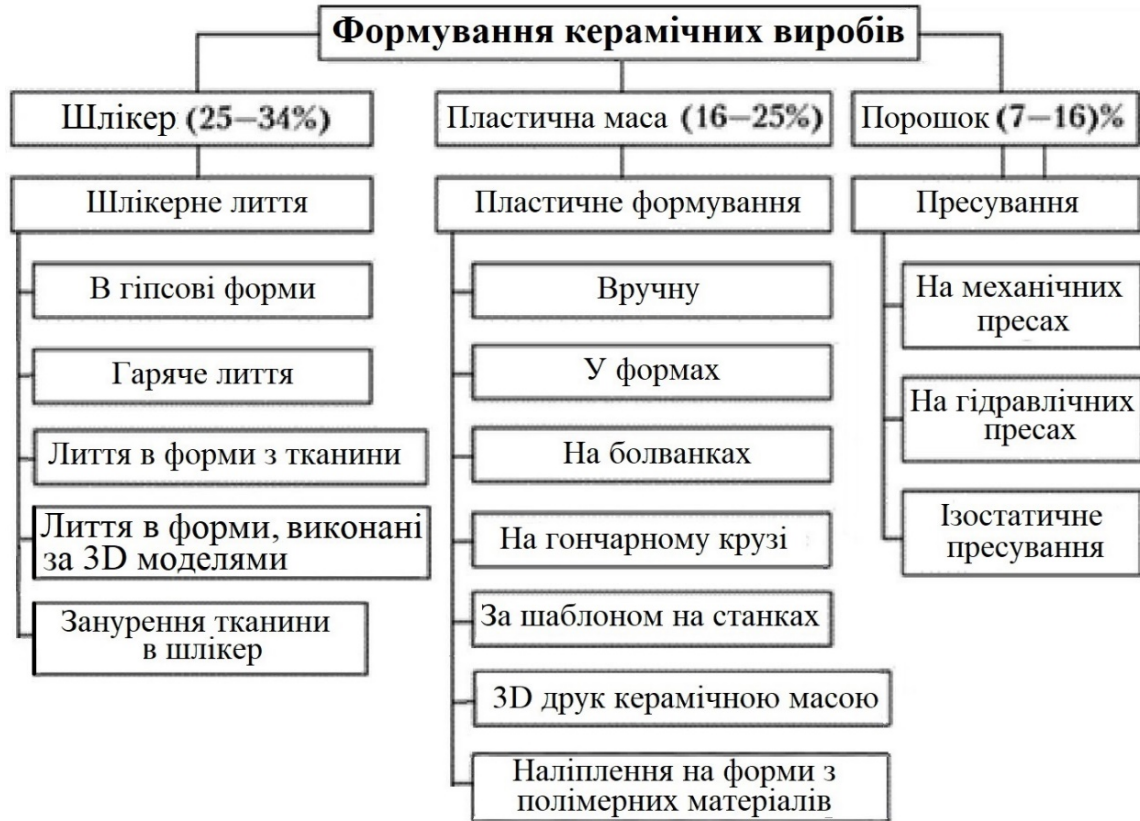 Формування керамічних виробів
Шлікер (25–34%)
Шлікерне лиття
В гіпсові форми
Гаряче лиття
Лиття в форми з тканини
Лиття в форми, виконані
за 3D моделями
Занурення тканини
в шлікер
Пластична маса (16–25%)
Пластичне формування
Вручну
У формах
На болванках
На гончарному крузі
За шаблоном на станках
3D друк керамічною масою
Наліплення на форми з
полімерних матеріалів
Порошок (7–16)%
Пресування
На механічних
пресах
На гідравлічних
пресах
Ізостатичне
пресування